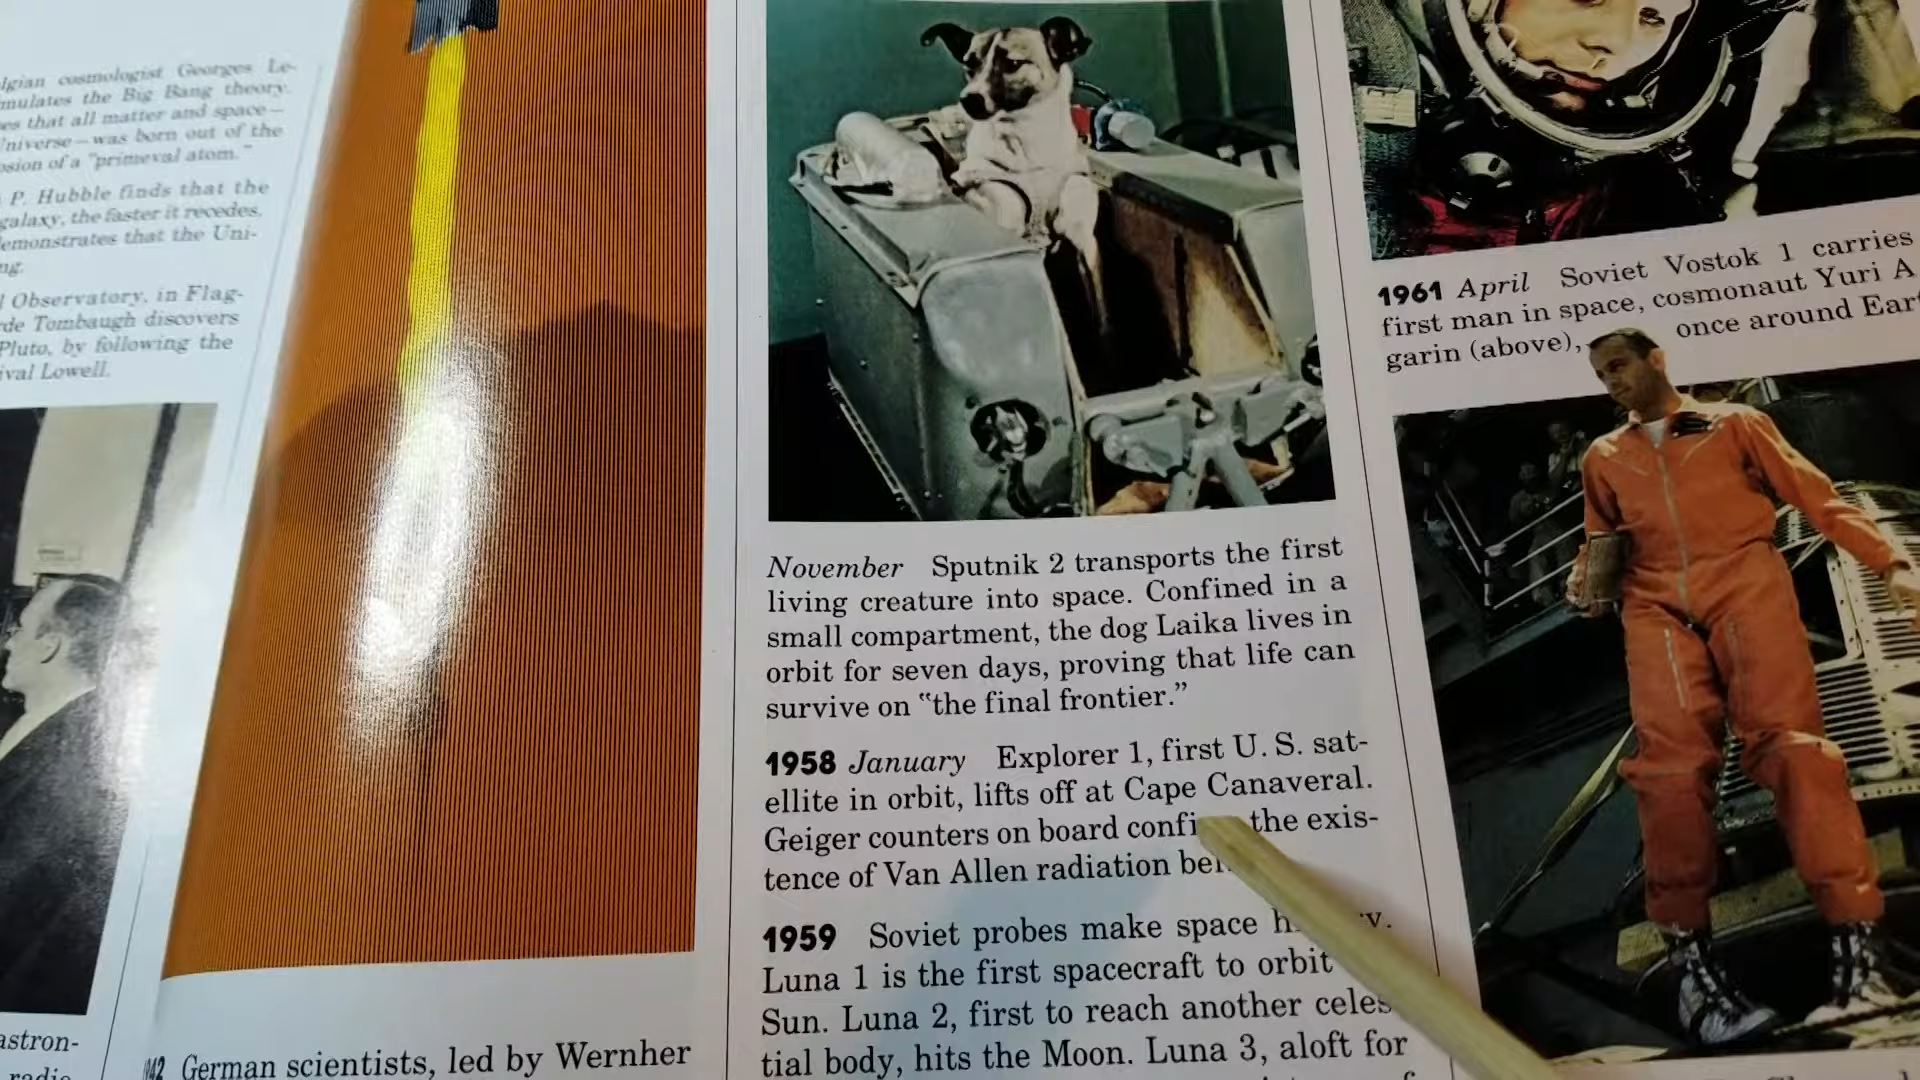 lgian cosmologist Georges Le-
mulates the Big Bang theory.
es that all matter and space—
Universe—was born out of the
osion of a "primeval atom."
P. Hubble finds that the
galaxy, the faster it recedes.
emonstrates that the Uni-
ng.
l Observatory, in Flag-
de Tombaugh discovers
Pluto, by following the
ival Lowell.
astron-
radio
42 German scientists, led by Wernher
November Sputnik 2 transports the first
living creature into space. Confined in a
small compartment, the dog Laika lives in
orbit for seven days, proving that life can
survive on "the final frontier."
1958 January Explorer 1, first U. S. sat-
ellite in orbit, lifts off at Cape Canaveral.
Geiger counters on board confi the exis-
tence of Van Allen radiation bel
1959 Soviet probes make space h y.
Luna 1 is the first spacecraft to orbit
Sun. Luna 2, first to reach another celes
tial body, hits the Moon. Luna 3, aloft for
1961 April Soviet Vostok 1 carries
first man in space, cosmonaut Yuri A
garin (above), once around Eart